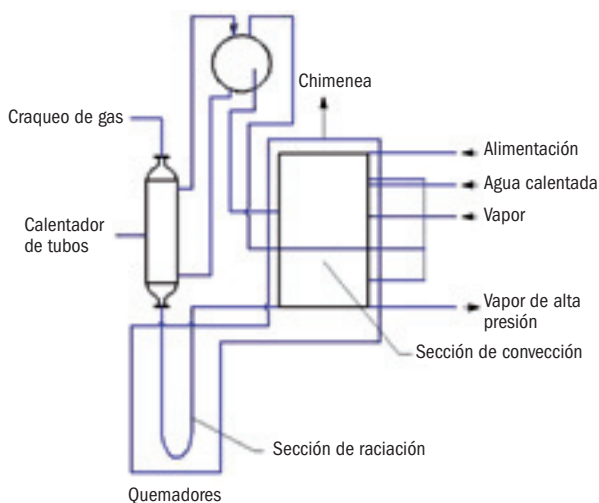 Chimenea
Craqueo de gas
Alimentación
Agua calentada
Calentador
de tubos
Vapor
Vapor de alta
presión
Sección de convección
Sección de raciación
Quemadores